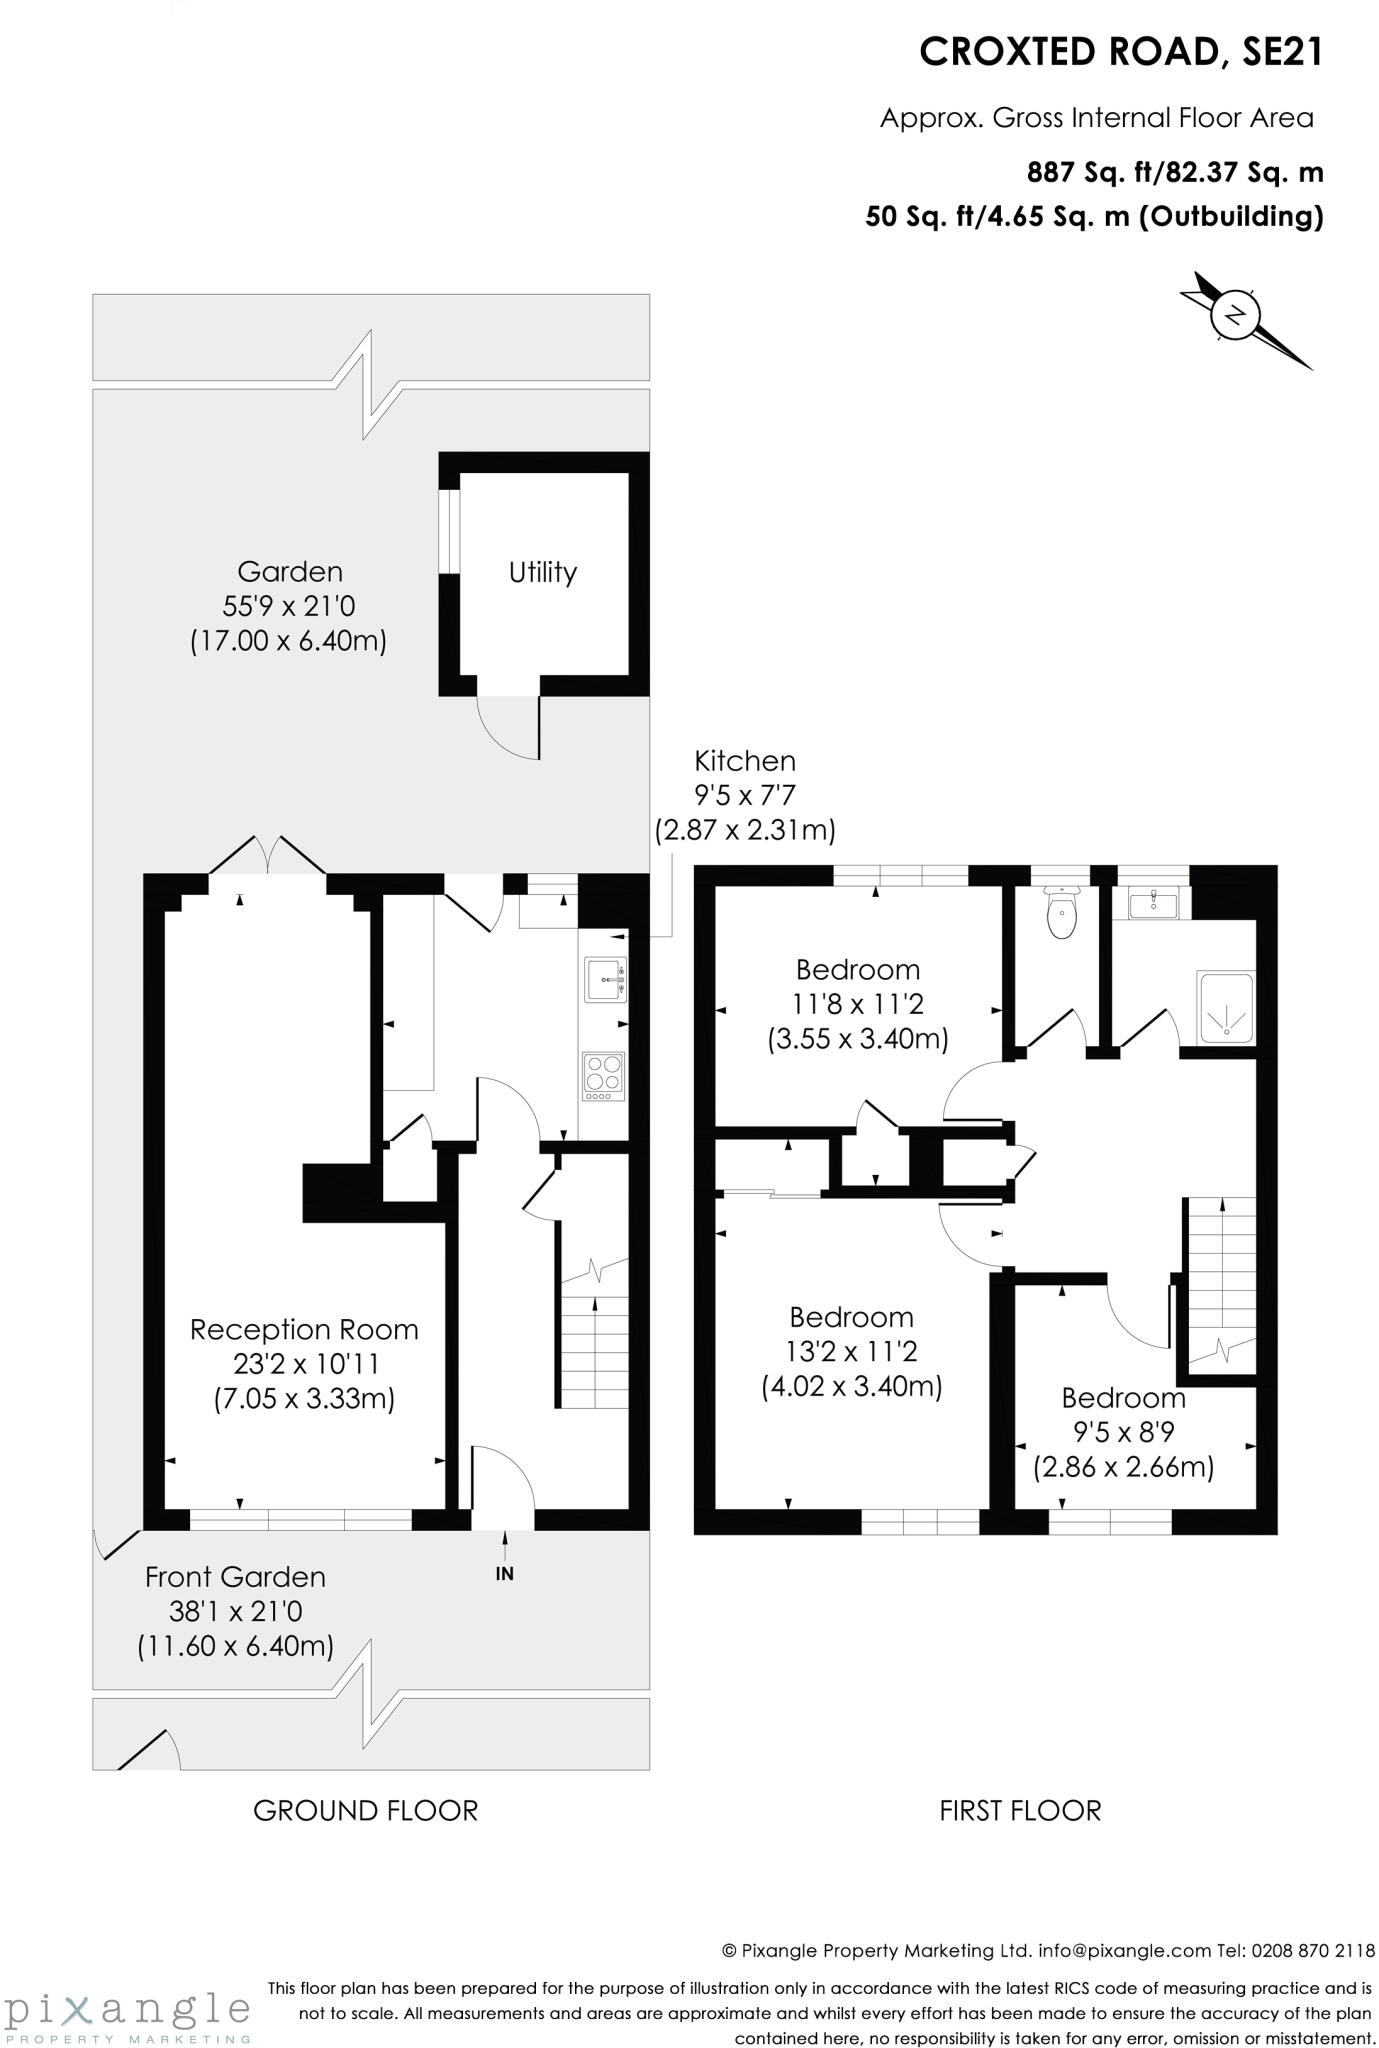 CROXTED ROAD, SE21
Approx. Gross Internal Floor Area
887 Sq. ft/82.37 Sq. m
50 Sq. ft/4.65 Sq. m (Outbuilding)
N
Garden
55'9 x 21'0
(17.00 x 6.40m)
Utility
Kitchen
9'5 x 7'7
(2.87 x 2.31m)
Reception Room
23'2 x 10'11
(7.05 x 3.33m)
IN
Front Garden
38'1 x 21'0
(11.60 x 6.40m)
GROUND FLOOR
Bedroom
11'8 x 11'2
(3.55 x 3.40m)
Bedroom
13'2 x 11'2
(4.02 x 3.40m)
Bedroom
9'5 x 8'9
(2.86 x 2.66m)
FIRST FLOOR
© Pixangle Property Marketing Ltd. info@pixangle.com Tel: 0208 870 2118
This floor plan has been prepared for the purpose of illustration only in accordance with the latest RICS code of measuring practice and is
not to scale. All measurements and areas are approximate and whilst every effort has been made to ensure the accuracy of the plan
contained here, no responsibility is taken for any error, omission or misstatement.
pixangle
PROPERTY MARKETING